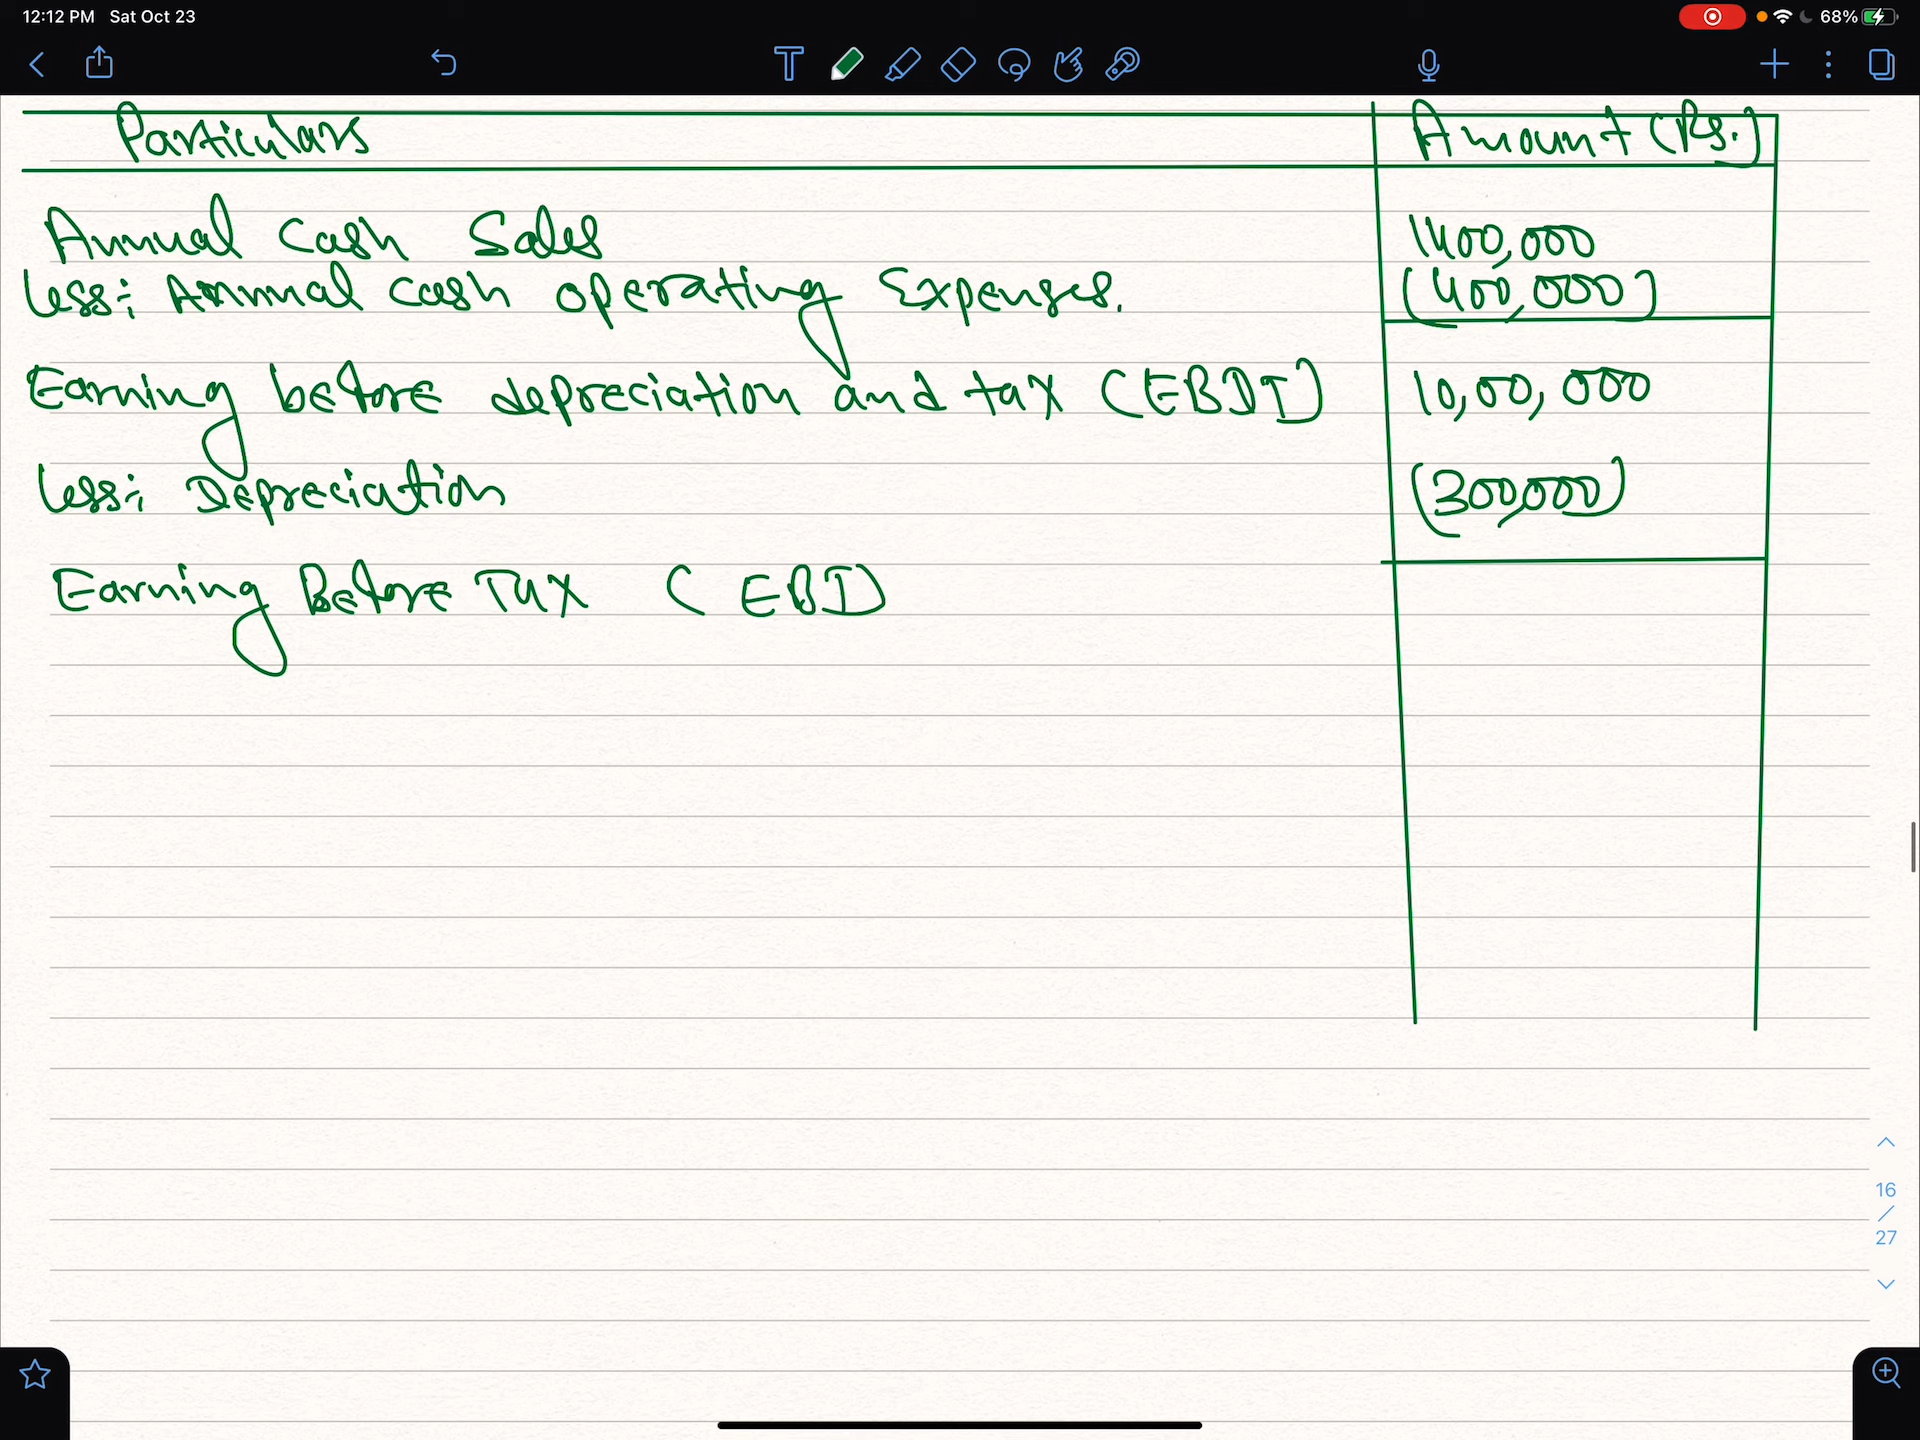 12:12 PM Sat Oct 23
68%
Particulars Amount (Rs.)
Annual Cash Sales 1400,000
Less: Annual cash operating Expenses. (400,000)
Earning before depreciation and tax (EBDT) 10,00,000
Less: Depreciation (300,000)
Earning Before Tax (EBT)
16
/
27